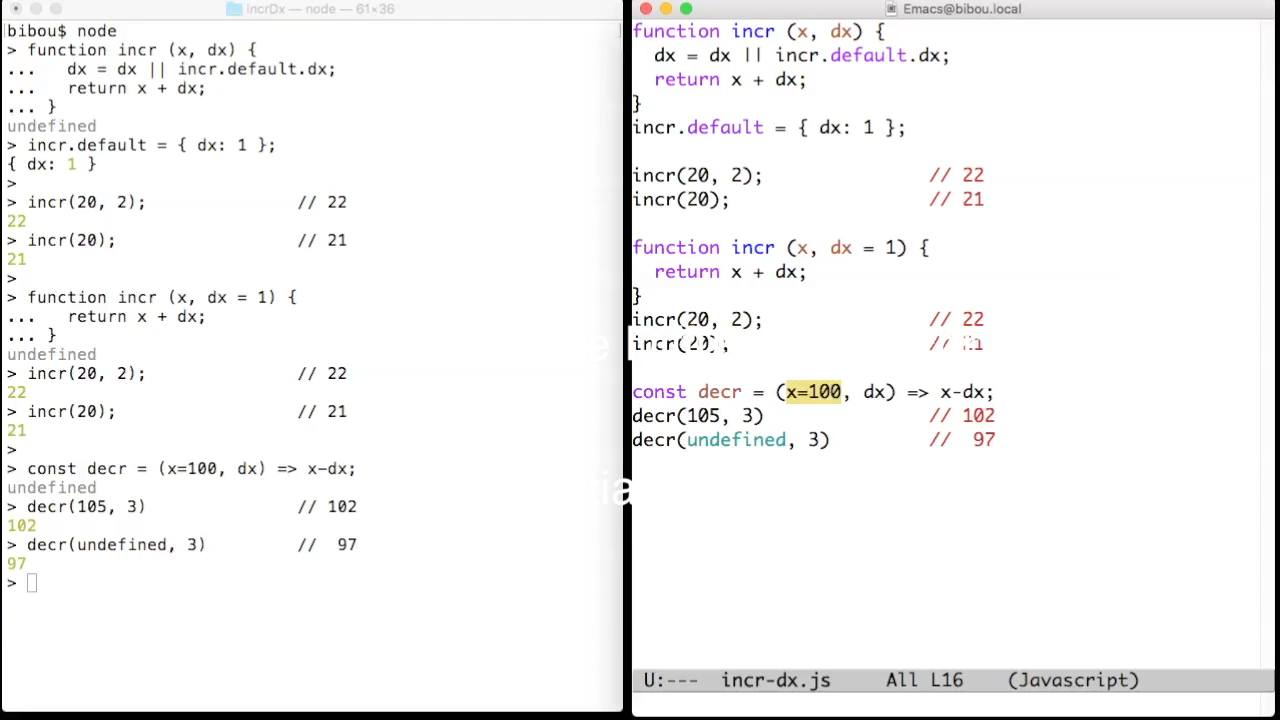 IncrDx — node — 61×36
bibou$ node
> function incr (x, dx) {
...   dx = dx || incr.default.dx;
...   return x + dx;
... }
undefined
> incr.default = { dx: 1 };
{ dx: 1 }
>
> incr(20, 2);               // 22
22
> incr(20);                  // 21
21
>
> function incr (x, dx = 1) {
...   return x + dx;
... }
undefined
> incr(20, 2);               // 22
22
> incr(20);                  // 21
21
>
> const decr = (x=100, dx) => x-dx;
undefined
> decr(105, 3)               // 102
102
> decr(undefined, 3)         //  97
97
>
Emacs@bibou.local
function incr (x, dx) {
  dx = dx || incr.default.dx;
  return x + dx;
}
incr.default = { dx: 1 };
incr(20, 2);               // 22
incr(20);                  // 21
function incr (x, dx = 1) {
  return x + dx;
}
incr(20, 2);               // 22
incr(20);                  // 21
const decr = (x=100, dx) => x-dx;
decr(105, 3)               // 102
decr(undefined, 3)         //  97
U:---  incr-dx.js     All L16    (Javascript)